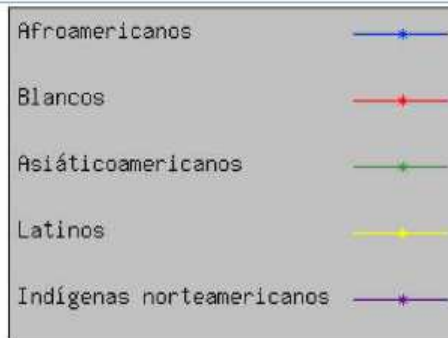 Afroamericanos
Blancos
Asiáticoamericanos
Latinos
Indígenas norteamericanos